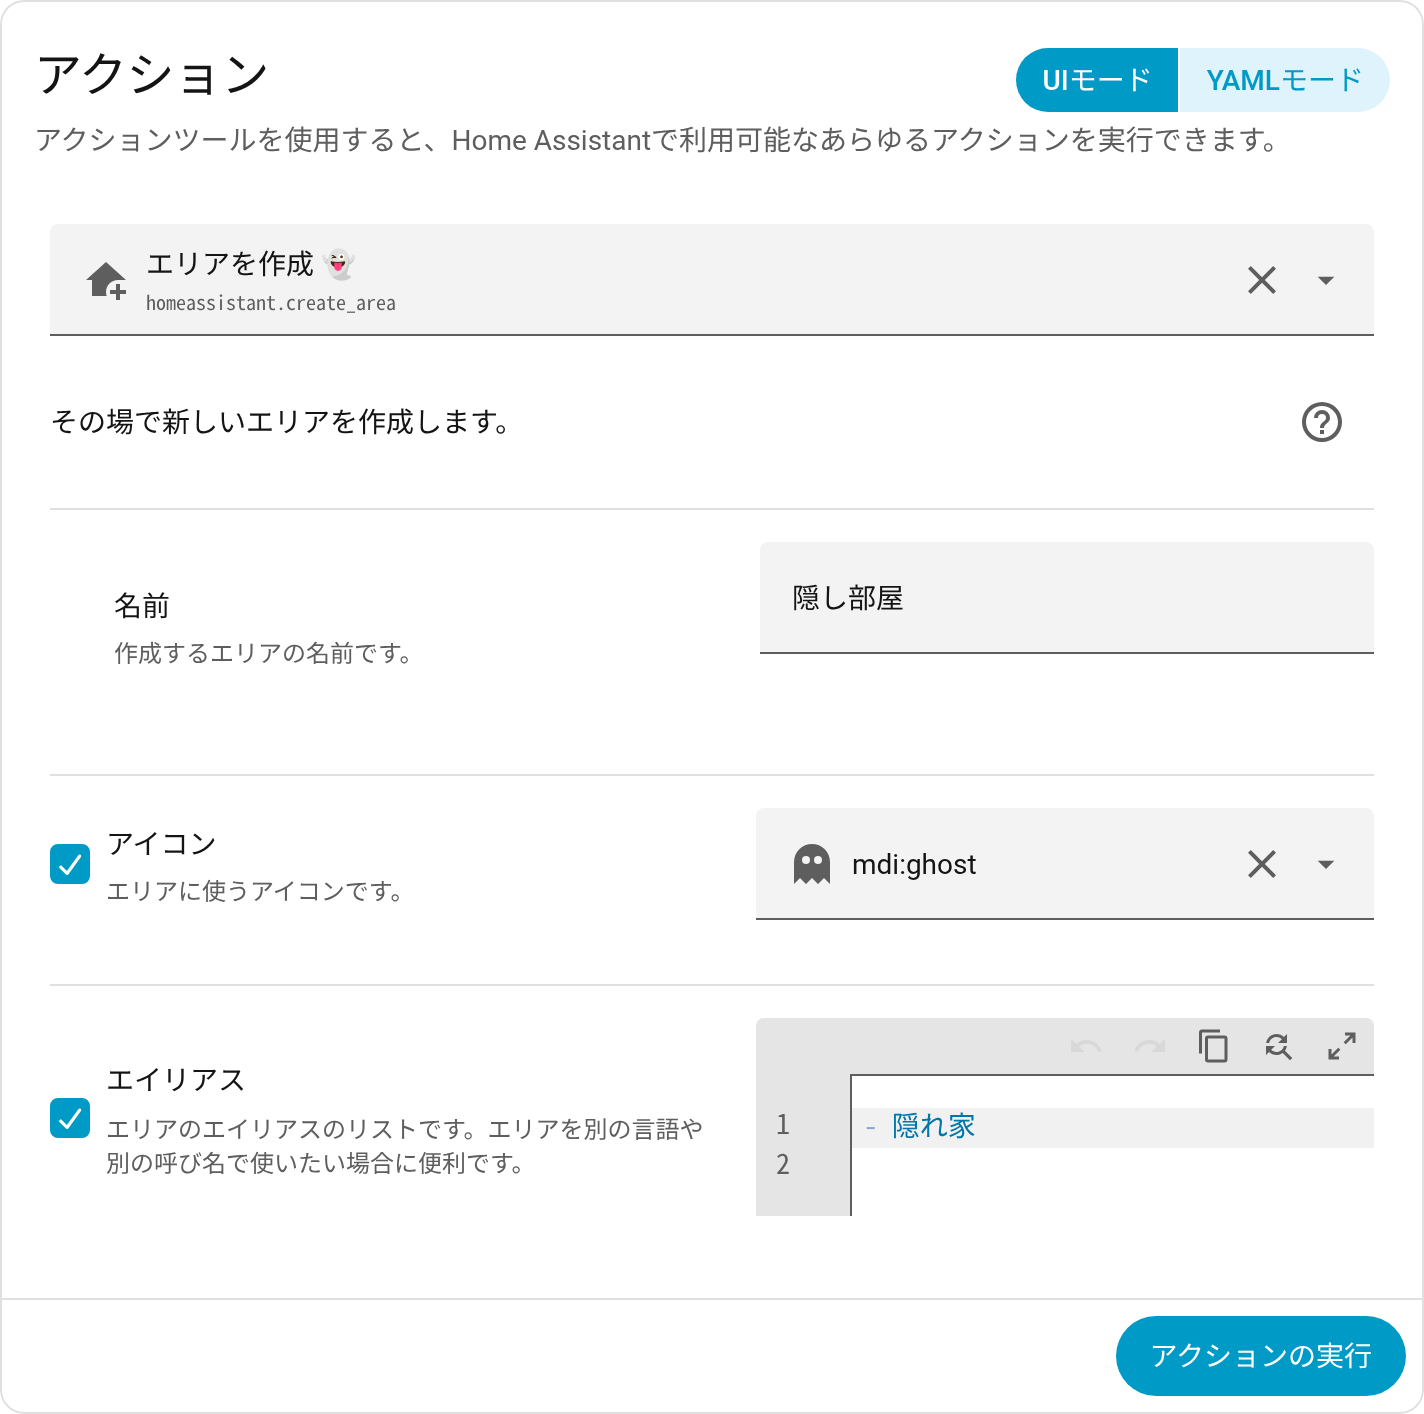 アクション
UIモード
YAMLモード
アクションツールを使用すると、Home Assistantで利用可能なあらゆるアクションを実行できます。
エリアを作成 👻
homeassistant.create_area
その場で新しいエリアを作成します。
名前
作成するエリアの名前です。
隠し部屋
アイコン
エリアに使うアイコンです。
mdi:ghost
エイリアス
エリアのエイリアスのリストです。エリアを別の言語や
別の呼び名で使いたい場合に便利です。
1
- 隠れ家
2
アクションの実行